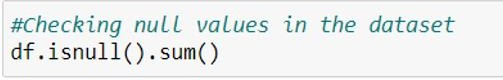 #Checking null values in the dataset
df.isnull().sum()